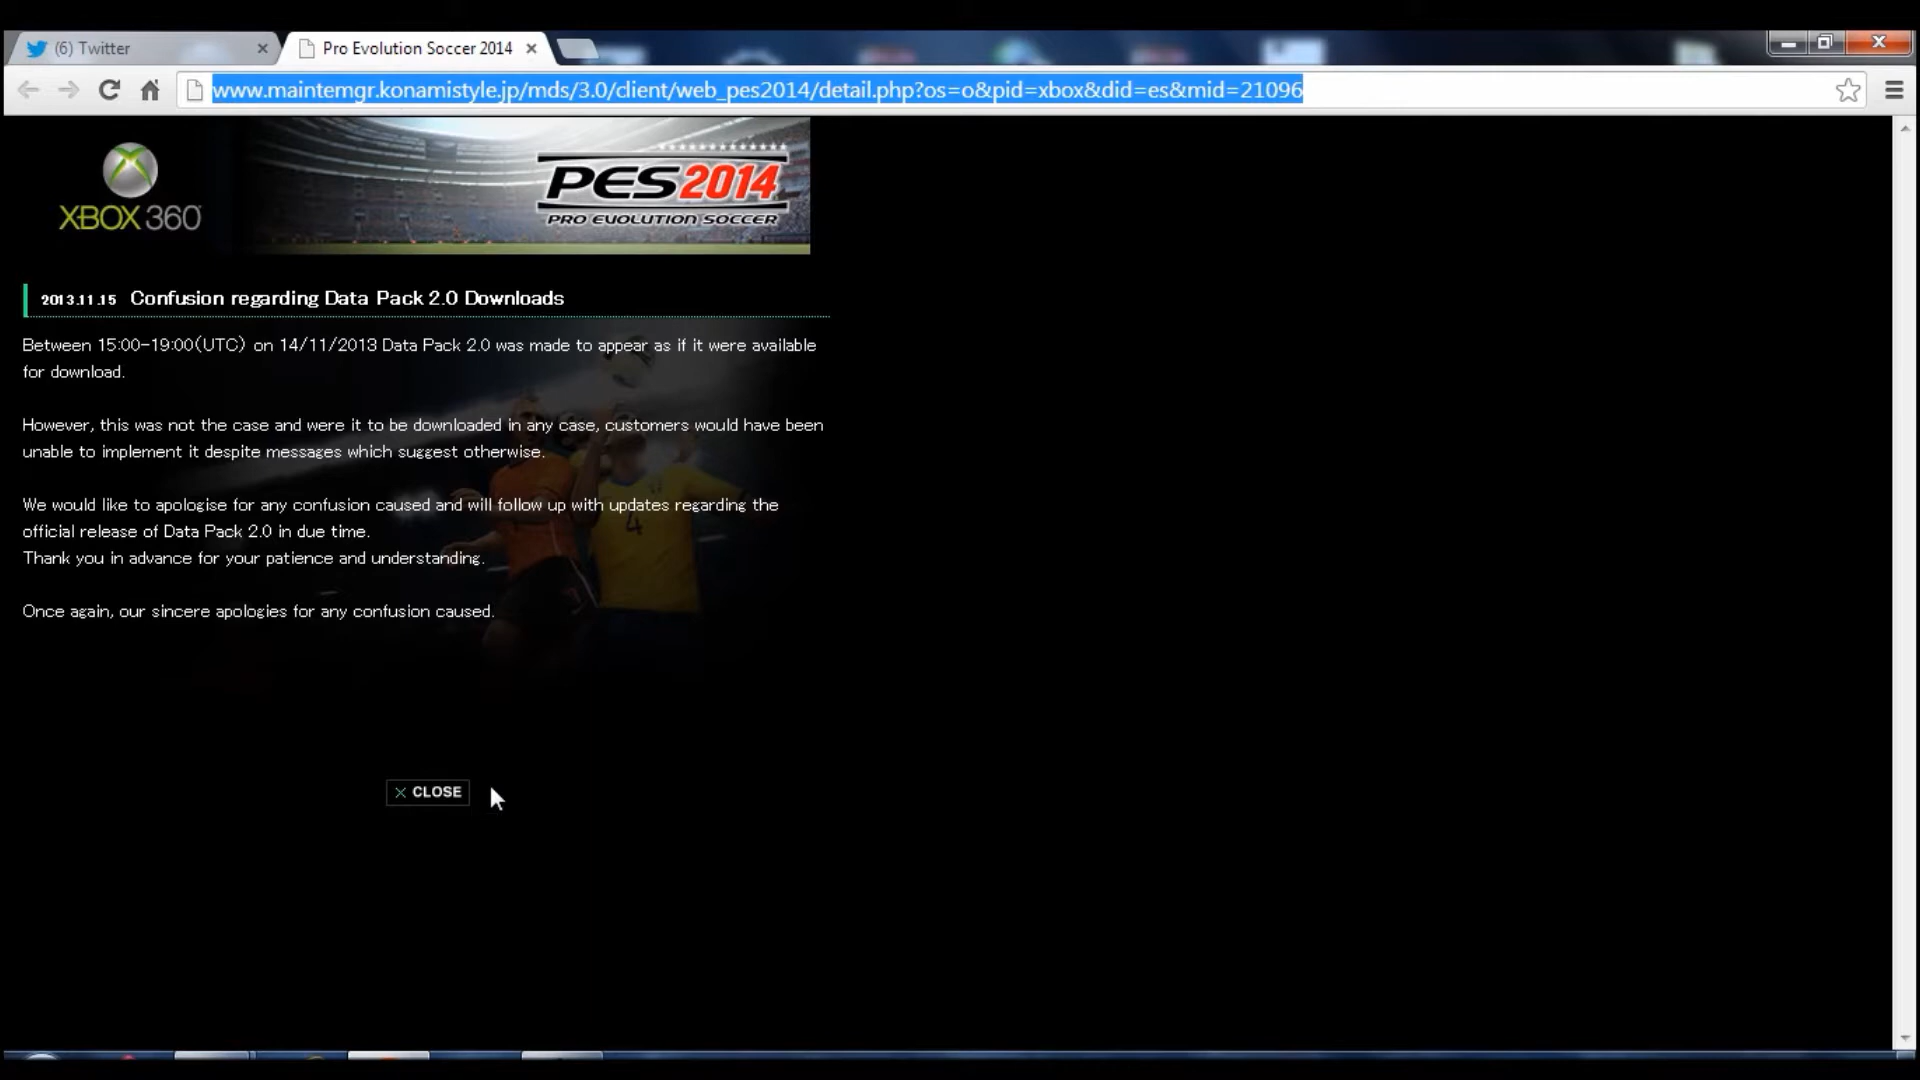 (6) Twitter
Pro Evolution Soccer 2014
www.maintemgr.konamistyle.jp/mds/3.0/client/web_pes2014/detail.php?os=o&pid=xbox&did=es&mid=21096
XBOX 360
PES2014
PRO EVOLUTION SOCCER
2013.11.15 Confusion regarding Data Pack 2.0 Downloads
Between 15:00-19:00(UTC) on 14/11/2013 Data Pack 2.0 was made to appear as if it were available
for download.
However, this was not the case and were it to be downloaded in any case, customers would have been
unable to implement it despite messages which suggest otherwise.
We would like to apologise for any confusion caused and will follow up with updates regarding the
official release of Data Pack 2.0 in due time.
Thank you in advance for your patience and understanding.
Once again, our sincere apologies for any confusion caused.
4
CLOSE